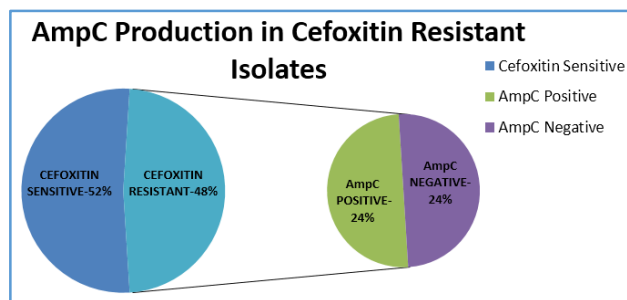 AmpC Production in Cefoxitin Resistant
Isolates
Cefoxitin Sensitive
AmpC Positive
AmpC Negative
CEFOXITIN
SENSITIVE-52%
CEFOXITIN
RESISTANT-48%
AmpC
POSITIVE-
24%
AmpC
NEGATIVE-
24%